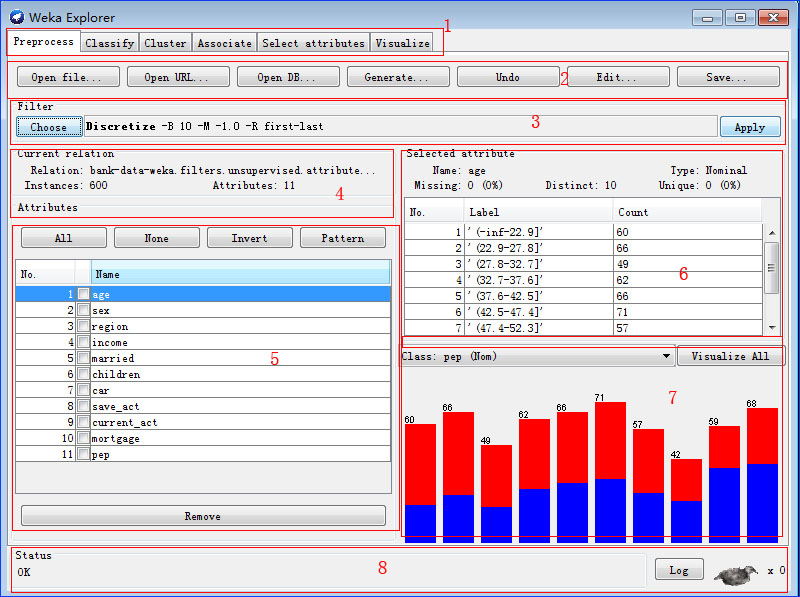 Weka Explorer
1
Preprocess Classify Cluster Associate Select attributes Visualize
Open file... Open URL... Open DB... Generate... Undo 2 Edit... Save...
Filter
Choose Discretize -B 10 -M -1.0 -R first-last 3 Apply
Current relation
Relation: bank-data-weka.filters.unsupervised.attribute...
Instances: 600 Attributes: 11
4
Attributes
All None Invert Pattern
No. Name
1 age
2 sex
3 region
4 income
5 married
6 children
7 car
8 save_act
9 current_act
10 mortgage
11 pep
5
Remove
Selected attribute
Name: age Type: Nominal
Missing: 0 (0%) Distinct: 10 Unique: 0 (0%)
No. Label Count
1 '(-inf-22.9]' 60
2 '(22.9-27.8]' 66
3 '(27.8-32.7]' 49
4 '(32.7-37.6]' 62
5 '(37.6-42.5]' 66
6 '(42.5-47.4]' 71
7 '(47.4-52.3]' 57
6
Class: pep (Nom) Visualize All
7
60 66 49 62 66 71 57 42 59 68
Status
OK
8
Log x 0